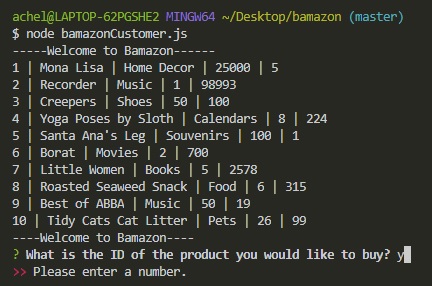 achel@LAPTOP-62PGSHE2 MINGW64 ~/Desktop/bamazon (master)
$ node bamazonCustomer.js
-----Welcome to Bamazon------
1 | Mona Lisa | Home Decor | 25000 | 5
2 | Recorder | Music | 1 | 98993
3 | Creepers | Shoes | 50 | 100
4 | Yoga Poses by Sloth | Calendars | 8 | 224
5 | Santa Ana's Leg | Souvenirs | 100 | 1
6 | Borat | Movies | 2 | 700
7 | Little Women | Books | 5 | 2578
8 | Roasted Seaweed Snack | Food | 6 | 315
9 | Best of ABBA | Music | 50 | 19
10 | Tidy Cats Cat Litter | Pets | 26 | 99
----Welcome to Bamazon----
? What is the ID of the product you would like to buy? y
>> Please enter a number.